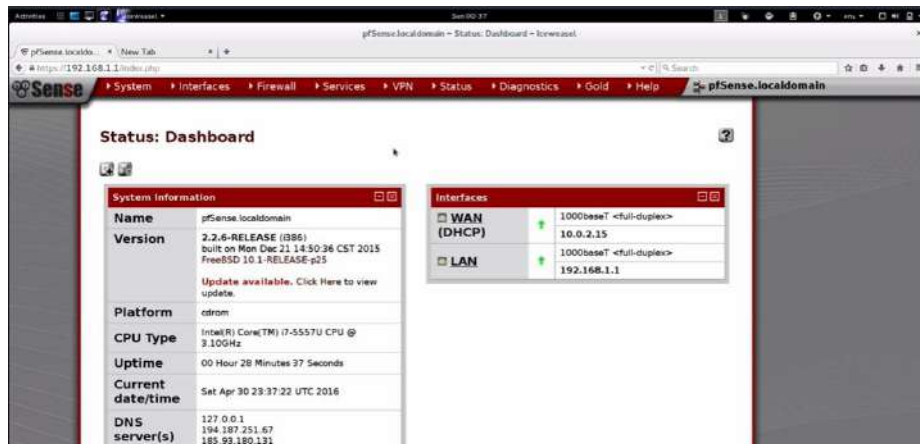 Activities
Iceweasel
Sun 00:37
en1
pfSense.localdomain - Status: Dashboard - Iceweasel
pfSense.localdo...
New Tab
https://192.168.1.1/index.php
Search
Sense
System
Interfaces
Firewall
Services
VPN
Status
Diagnostics
Gold
Help
pfSense.localdomain
Status: Dashboard
System Information
Name
pfSense.localdomain
Version
2.2.6-RELEASE (i386)
built on Mon Dec 21 14:50:36 CST 2015
FreeBSD 10.1-RELEASE-p25
Update available. Click Here to view
update.
Platform
cdrom
CPU Type
Intel(R) Core(TM) i7-5557U CPU @
3.10GHz
Uptime
00 Hour 28 Minutes 37 Seconds
Current
date/time
Sat Apr 30 23:37:22 UTC 2016
DNS
server(s)
127.0.0.1
194.187.251.67
185.93.180.131
Interfaces
WAN
(DHCP)
1000baseT <full-duplex>
10.0.2.15
LAN
1000baseT <full-duplex>
192.168.1.1